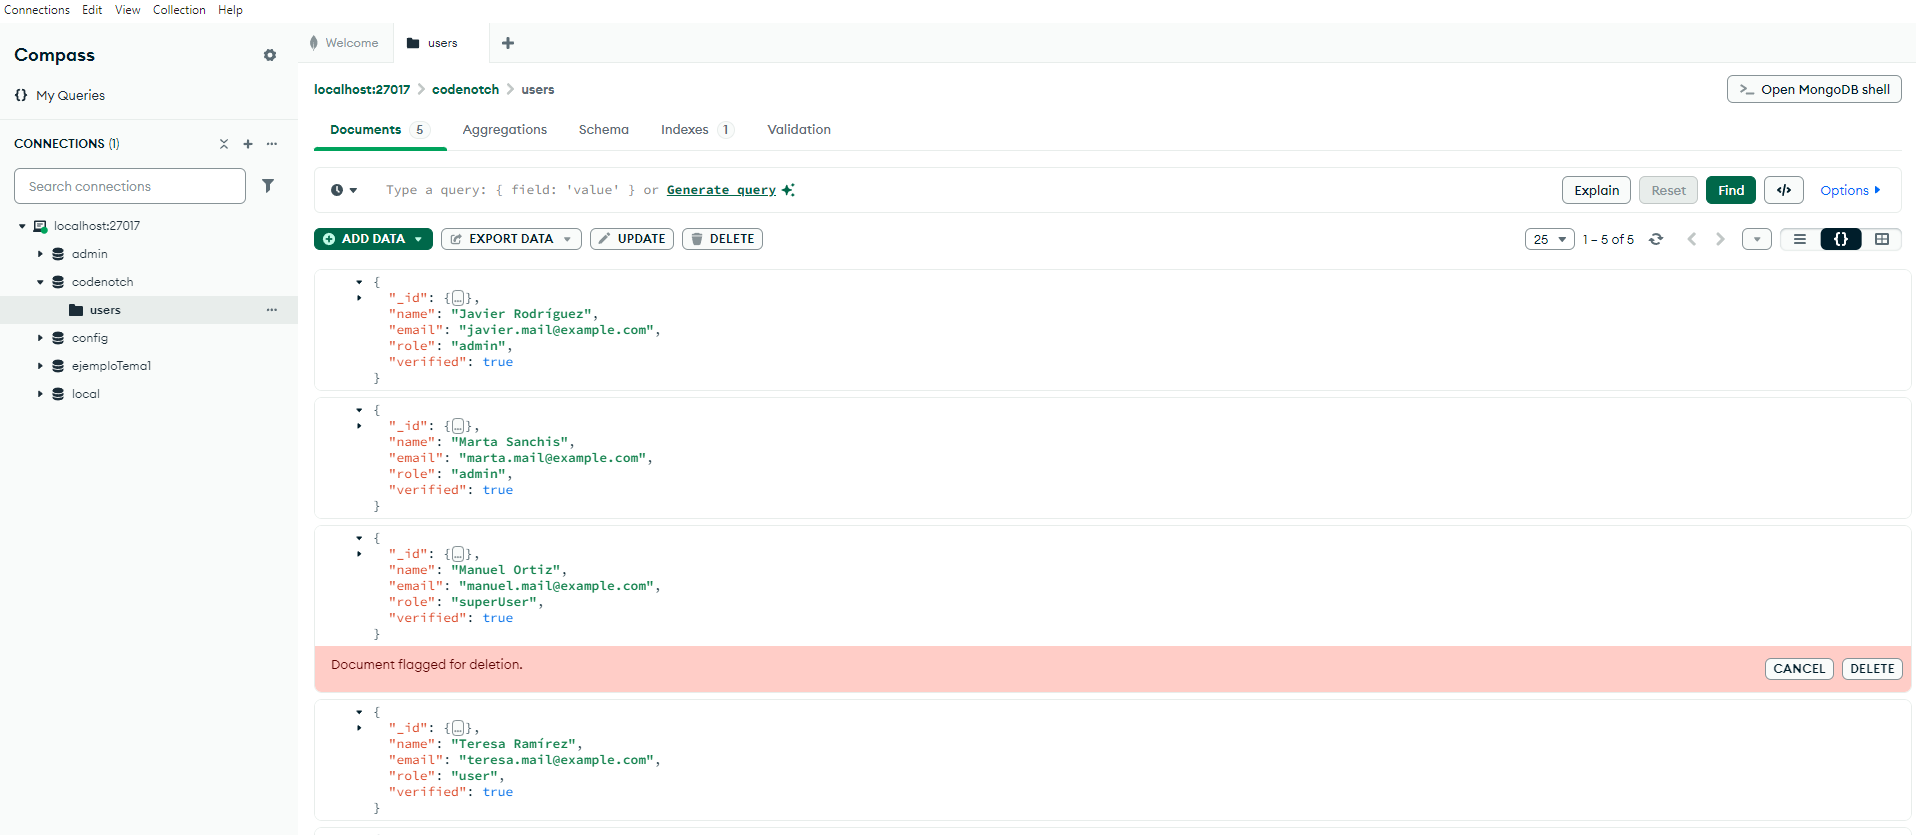 Connections Edit View Collection Help
Compass
{} My Queries
CONNECTIONS (1)
Search connections
localhost:27017
admin
codenotch
users
config
ejemploTema1
local
Welcome
users
localhost:27017 > codenotch > users
>_ Open MongoDB shell
Documents 5 Aggregations Schema Indexes 1 Validation
Type a query: { field: 'value' } or Generate query
Explain Reset Find </> Options
ADD DATA EXPORT DATA UPDATE DELETE
25 1 – 5 of 5 {}
{
"_id": {…},
"name": "Javier Rodríguez",
"email": "javier.mail@example.com",
"role": "admin",
"verified": true
}
{
"_id": {…},
"name": "Marta Sanchis",
"email": "marta.mail@example.com",
"role": "admin",
"verified": true
}
{
"_id": {…},
"name": "Manuel Ortiz",
"email": "manuel.mail@example.com",
"role": "superUser",
"verified": true
}
Document flagged for deletion.
CANCEL DELETE
{
"_id": {…},
"name": "Teresa Ramírez",
"email": "teresa.mail@example.com",
"role": "user",
"verified": true
}